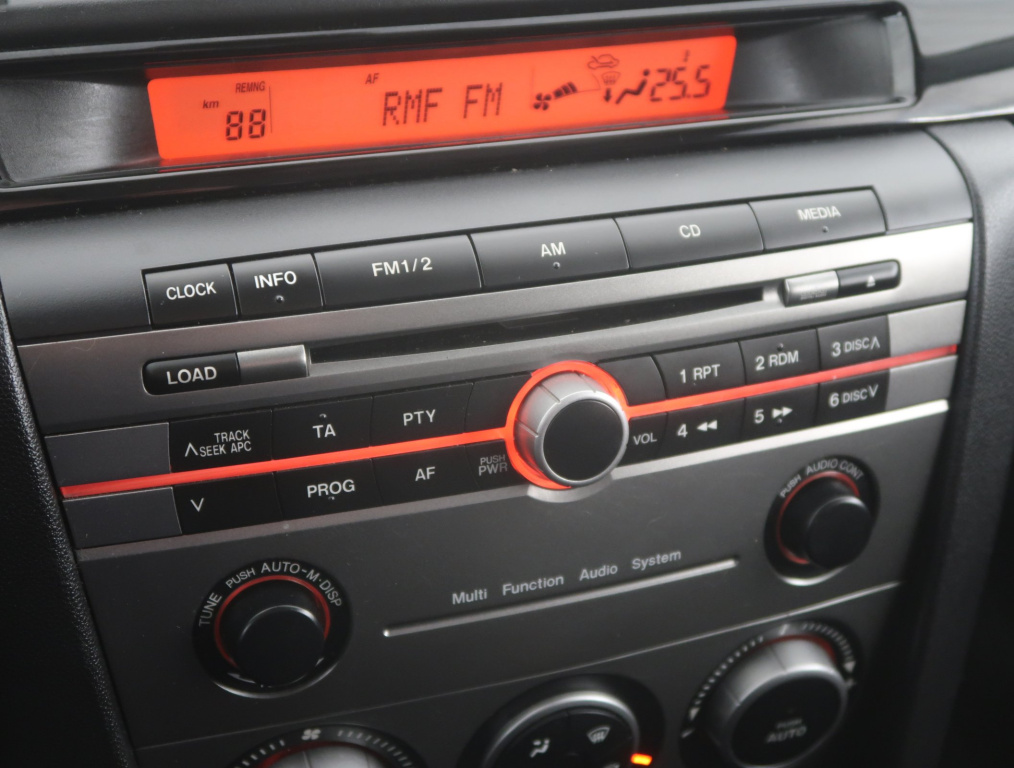 REMNG AF
km 88 RMF FM 25.5
CLOCK INFO FM1/2 AM CD MEDIA
LOAD
TRACK
SEEK APC TA PTY 1 RPT 2 RDM 3 DISC
PROG AF PUSH
PWR VOL 4 5 6 DISC
TUNE PUSH AUTO-M-DISP
PUSH AUDIO CONT
Multi Function Audio System
PUSH
AUTO